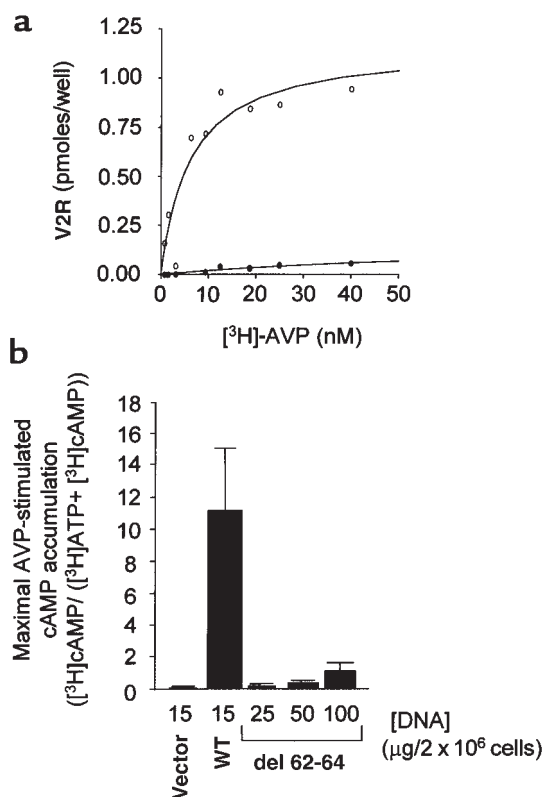 a
1.25
1.00
0.75
0.50
0.25
0.00
V2R (pmoles/well)
0 10 20 30 40 50
[³H]-AVP (nM)
b
Maximal AVP-stimulated
cAMP accumulation
([³H]cAMP/ ([³H]ATP+ [³H]cAMP))
18
16
14
12
10
8
6
4
2
0
15 15 25 50 100
[DNA]
(µg/2 x 10⁶ cells)
Vector
WT
del 62-64